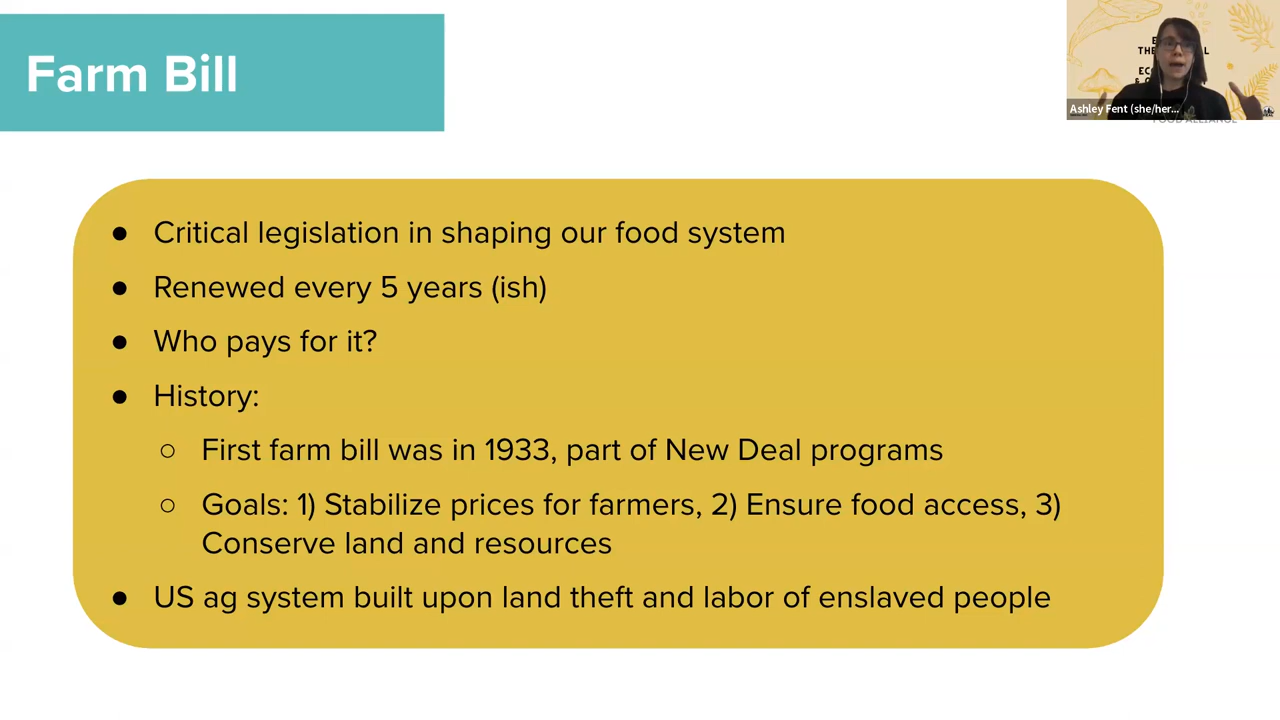 Farm Bill
Ashley Fent (she/her...
FOOD ALLIANCE
● Critical legislation in shaping our food system
● Renewed every 5 years (ish)
● Who pays for it?
● History:
○ First farm bill was in 1933, part of New Deal programs
○ Goals: 1) Stabilize prices for farmers, 2) Ensure food access, 3)
Conserve land and resources
● US ag system built upon land theft and labor of enslaved people